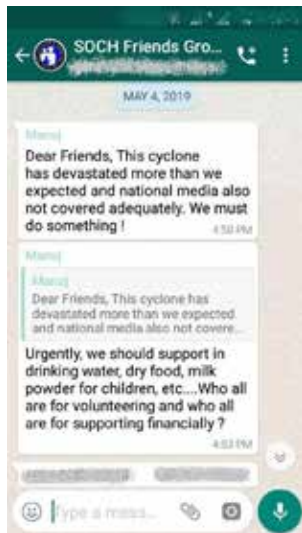 SOCH Friends Gro...
MAY 4, 2019
Manoj
Dear Friends, This cyclone
has devastated more than we
expected and national media also
not covered adequately. We must
do something !
4:50 PM
Manoj
Manoj
Dear Friends, This cyclone has
devastated more than we expected
and national media also not covere...
Urgently, we should support in
drinking water, dry food, milk
powder for children, etc....Who all
are for volunteering and who all
are for supporting financially ?
4:53 PM
Type a mess...